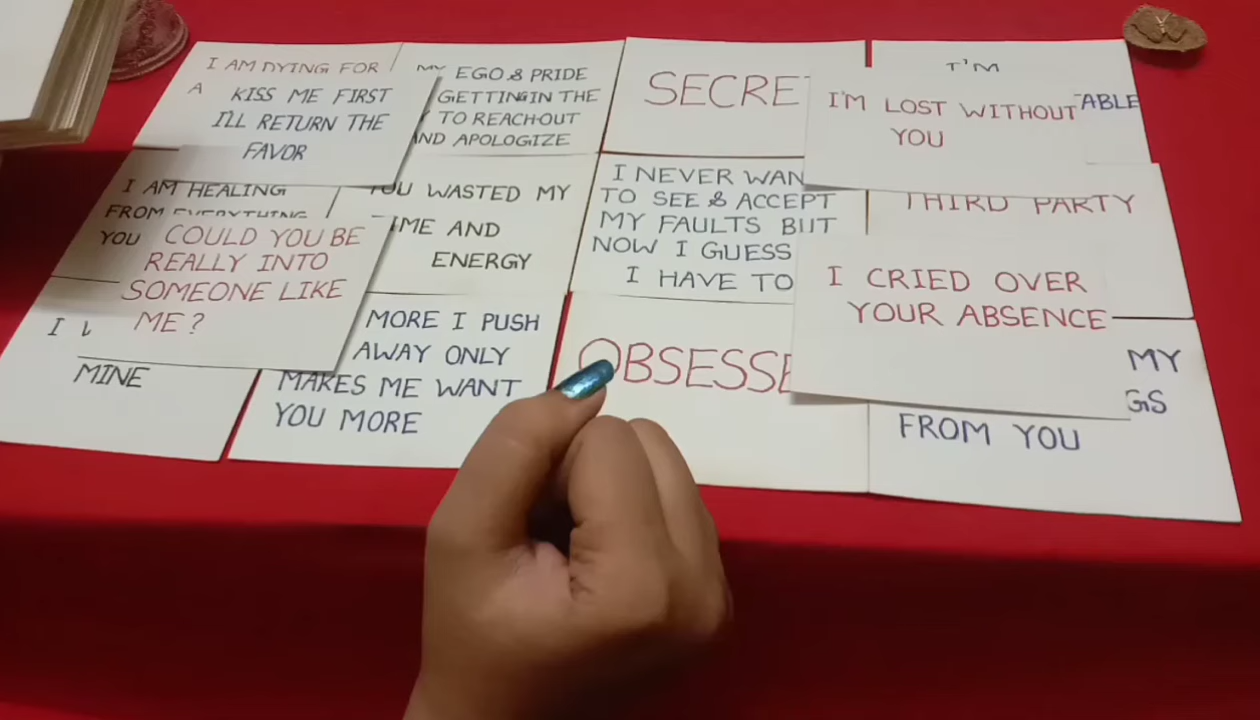 I AM DYING FOR
A
KISS ME FIRST
I'LL RETURN THE
FAVOR
MY EGO & PRIDE
GETTING IN THE
TO REACHOUT
AND APOLOGIZE
SECRE
I'M
ABLE
I'M LOST WITHOUT
YOU
I AM HEALING
FROM EVERYTHING
YOU
COULD YOU BE
REALLY INTO
SOMEONE LIKE
ME?
YOU WASTED MY
TIME AND
ENERGY
I NEVER WAN
TO SEE & ACCEPT
MY FAULTS BUT
NOW I GUESS
I HAVE TO
THIRD PARTY
I CRIED OVER
YOUR ABSENCE
I
MINE
MORE I PUSH
AWAY ONLY
MAKES ME WANT
YOU MORE
OBSESSE
MY
GS
FROM YOU